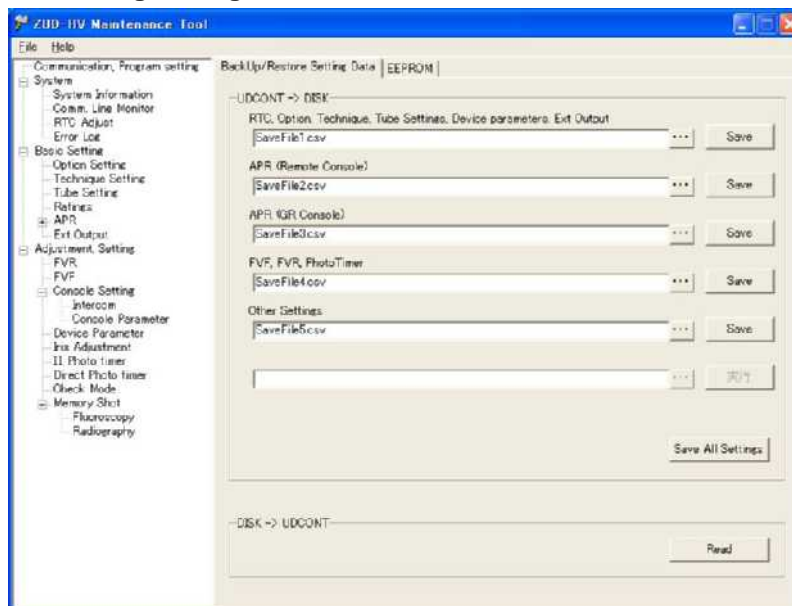 ZUD-HV Maintenance Tool
File Help
Communication, Program setting
System
System Information
Comm. Line Monitor
RTC Adjust
Error Log
Basic Setting
Option Setting
Technique Setting
Tube Setting
Ratings
APR
Ext Output
Adjustment, Setting
FVR
FVF
Console Setting
Intercom
Console Parameter
Device Parameter
Iris Adjustment
II Photo timer
Direct Photo timer
Check Mode
Memory Shot
Fluoroscopy
Radiography
BackUp/Restore Setting Data EEPROM
UDCONT -> DISK
RTC, Option, Technique, Tube Settings, Device parameters, Ext Output
SaveFile1.csv ... Save
APR (Remote Console)
SaveFile2.csv ... Save
APR (GR Console)
SaveFile3.csv ... Save
FVF, FVR, PhotoTimer
SaveFile4.csv ... Save
Other Settings
SaveFile5.csv ... Save
... 実行
Save All Settings
DISK -> UDCONT
Read